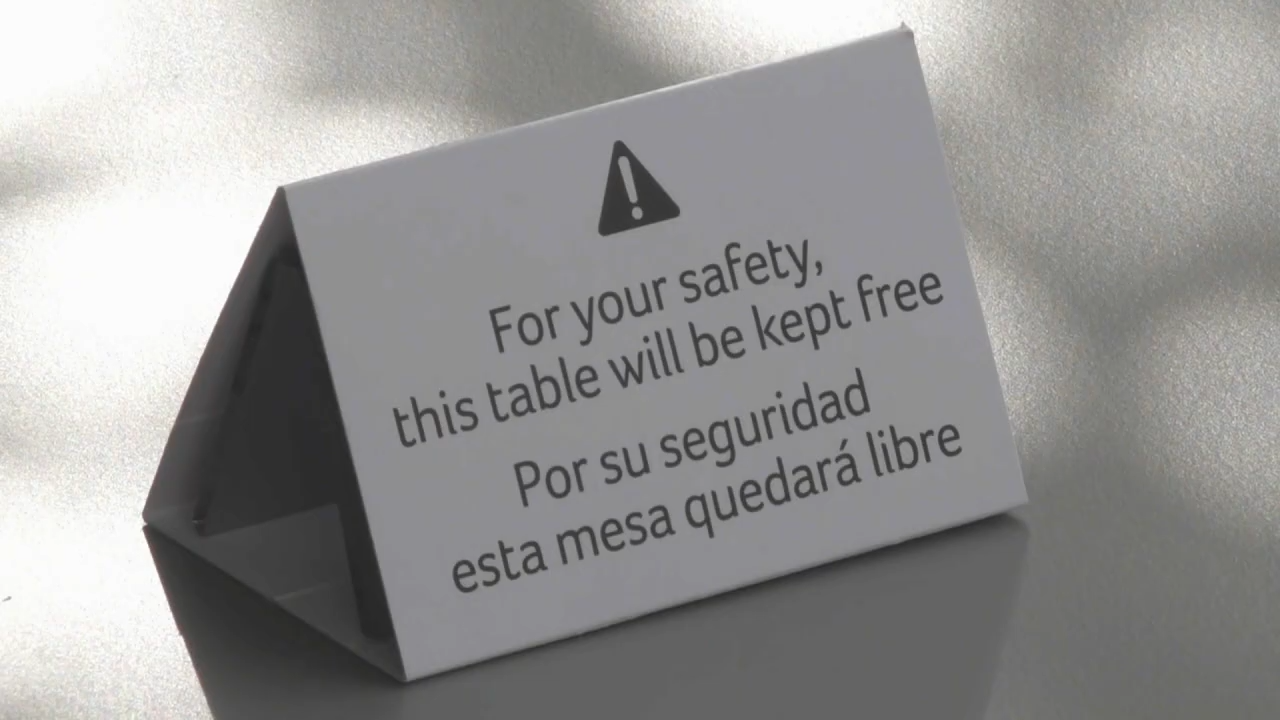 For your safety,
this table will be kept free
Por su seguridad
esta mesa quedará libre